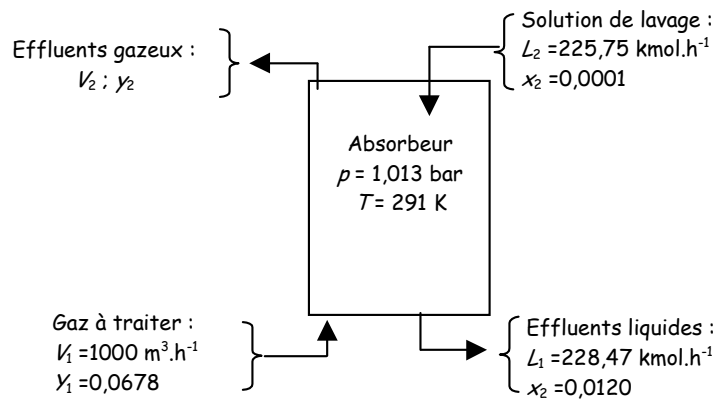 Effluents gazeux :
V₂ ; y₂
Solution de lavage :
L₂ =225,75 kmol.h⁻¹
x₂ =0,0001
Absorbeur
p = 1,013 bar
T = 291 K
Gaz à traiter :
V₁ =1000 m³.h⁻¹
Y₁ =0,0678
Effluents liquides :
L₁ =228,47 kmol.h⁻¹
x₂ =0,0120